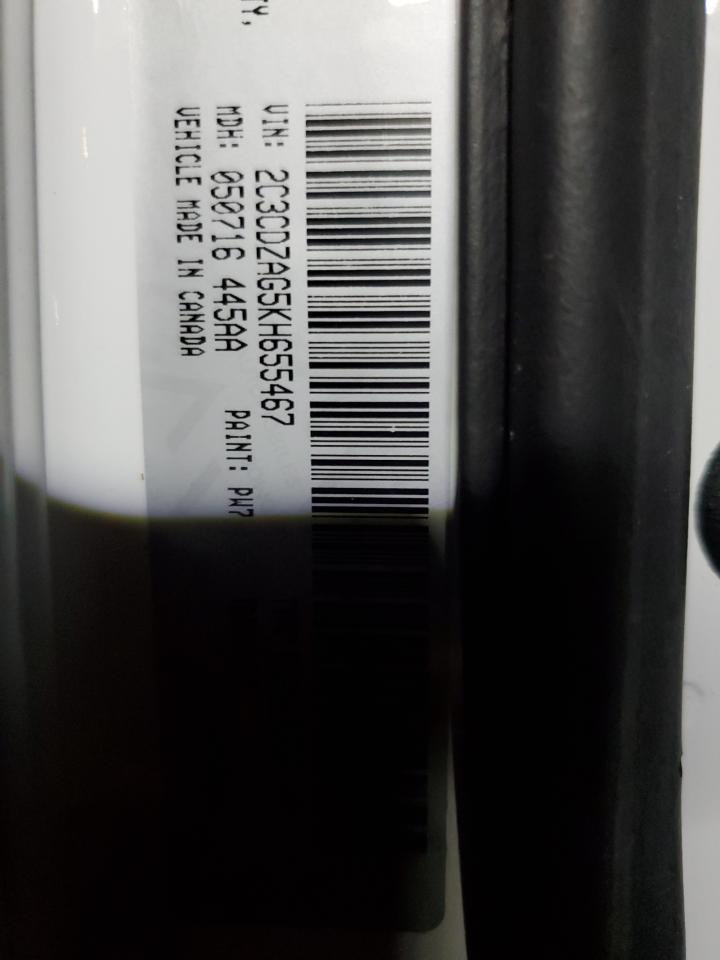 TY,
VIN: 2C3CDZAG5KH655467
MDH: 050716 445AA PAINT: PW7
VEHICLE MADE IN CANADA